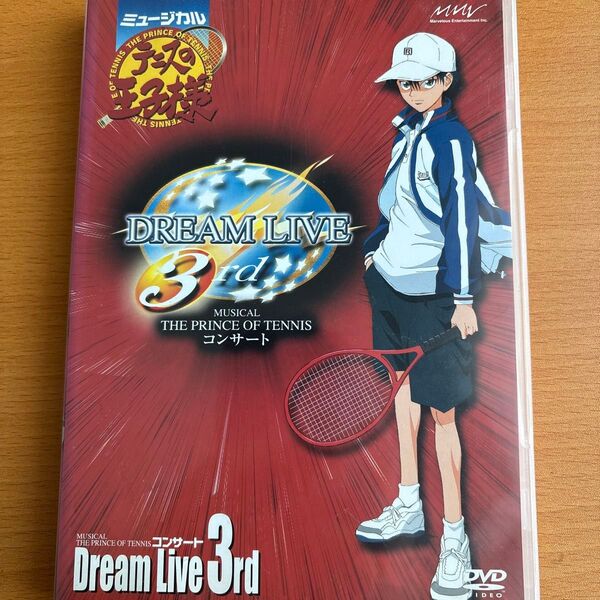 ミュージカル
THE PRINCE OF TENNIS
テニスの
王子様
MMV
Marvelous Entertainment Inc.
DREAM LIVE
3rd
MUSICAL
THE PRINCE OF TENNIS
コンサート
MUSICAL
THE PRINCE OF TENNIS コンサート
Dream Live 3rd
DVD
VIDEO